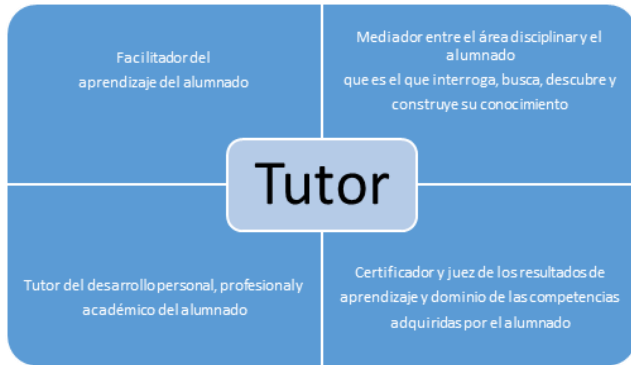 Facilitador del
aprendizaje del alumnado
Mediador entre el área disciplinar y el
alumnado
que es el que interroga, busca, descubre y
construye su conocimiento
Tutor
Tutor del desarrollo personal, profesional y
académico del alumnado
Certificador y juez de los resultados de
aprendizaje y dominio de las competencias
adquiridas por el alumnado